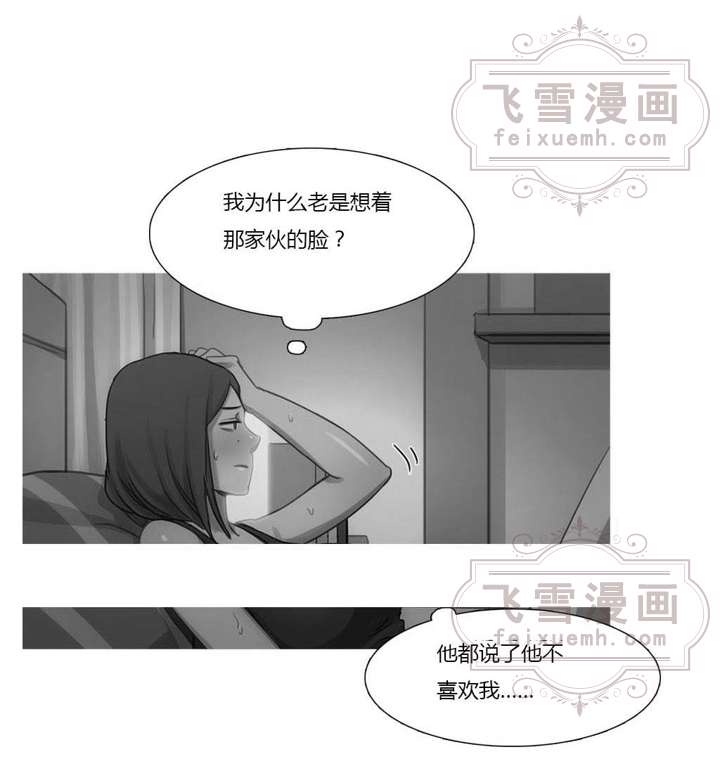 飞雪漫画
feixuemh.com
我为什么老是想着
那家伙的脸？
飞雪漫画
feixuemh.com
他都说了他不
喜欢我……